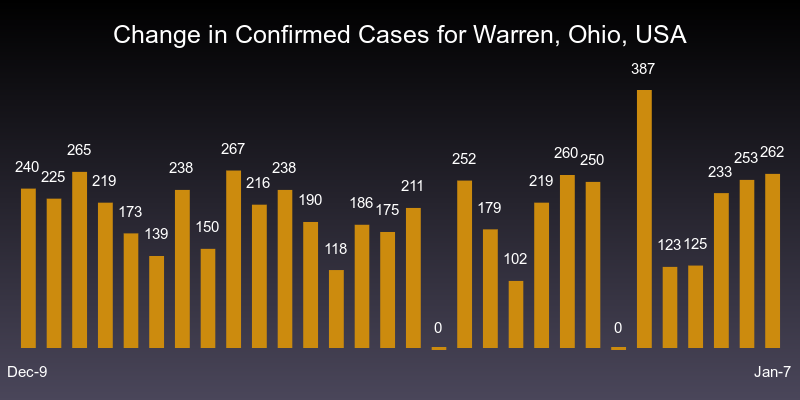 Change in Confirmed Cases for Warren, Ohio, USA
240 225 265 219 173 139 238 150 267 216 238 190 118 186 175 211 0 252 179 102 219 260 250 0 387 123 125 233 253 262
Dec-9 Jan-7